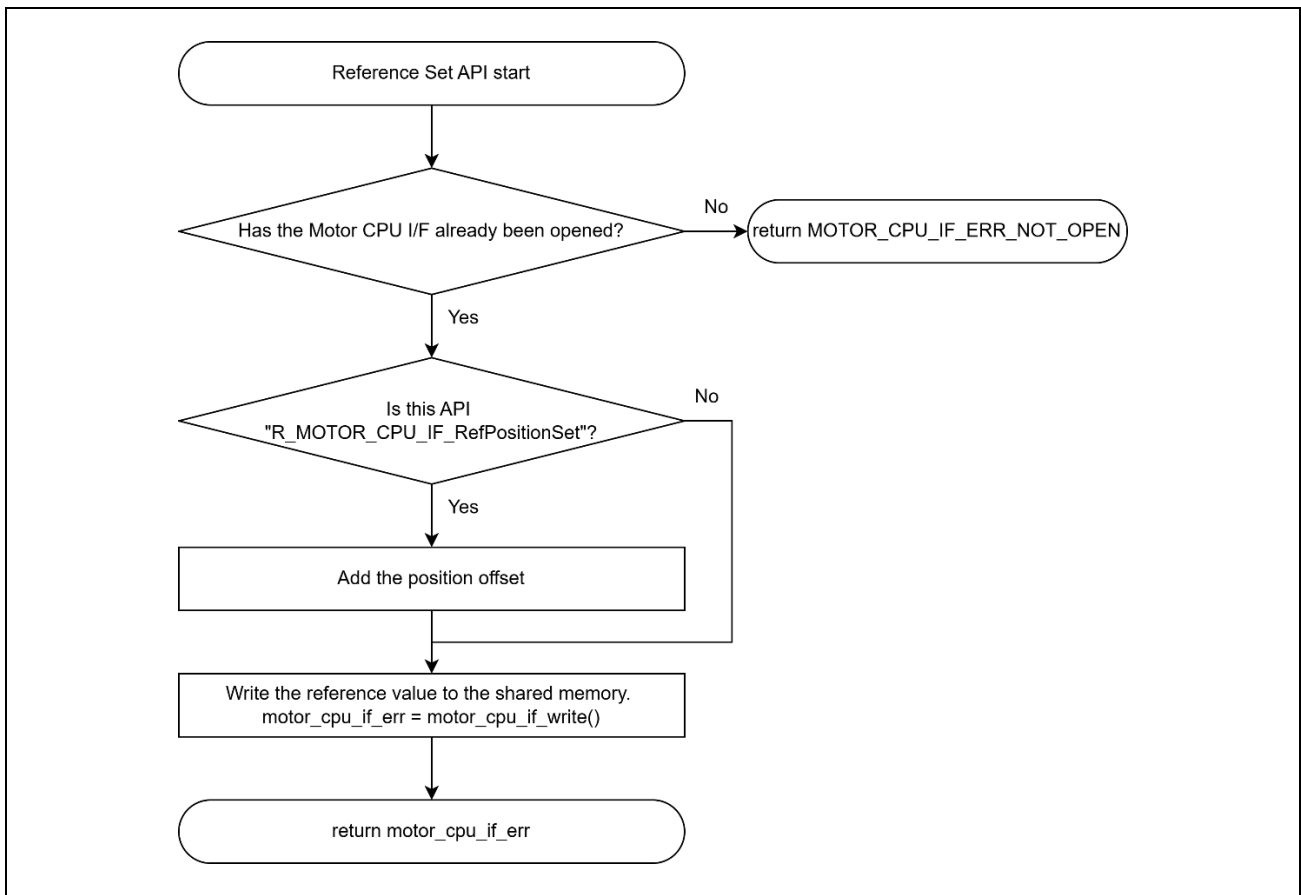 Reference Set API start
Has the Motor CPU I/F already been opened?
No
return MOTOR_CPU_IF_ERR_NOT_OPEN
Yes
Is this API
"R_MOTOR_CPU_IF_RefPositionSet"?
No
Yes
Add the position offset
Write the reference value to the shared memory.
motor_cpu_if_err = motor_cpu_if_write()
return motor_cpu_if_err